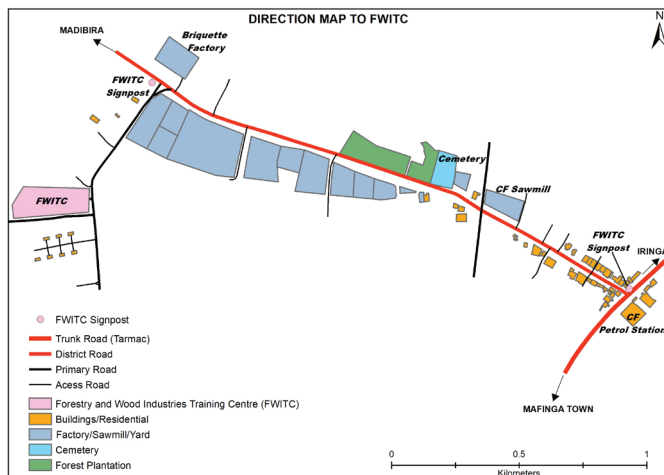 DIRECTION MAP TO FWITC
N
MADIBIRA
Briquette
Factory
FWITC
Signpost
Cemetery
CF Sawmill
FWITC
FWITC
Signpost
IRINGA
CF
Petrol Station
MAFINGA TOWN
FWITC Signpost
Trunk Road (Tarmac)
District Road
Primary Road
Acess Road
Forestry and Wood Industries Training Centre (FWITC)
Buildings/Residential
Factory/Sawmill/Yard
Cemetery
Forest Plantation
0 0.5 1
Kilometers